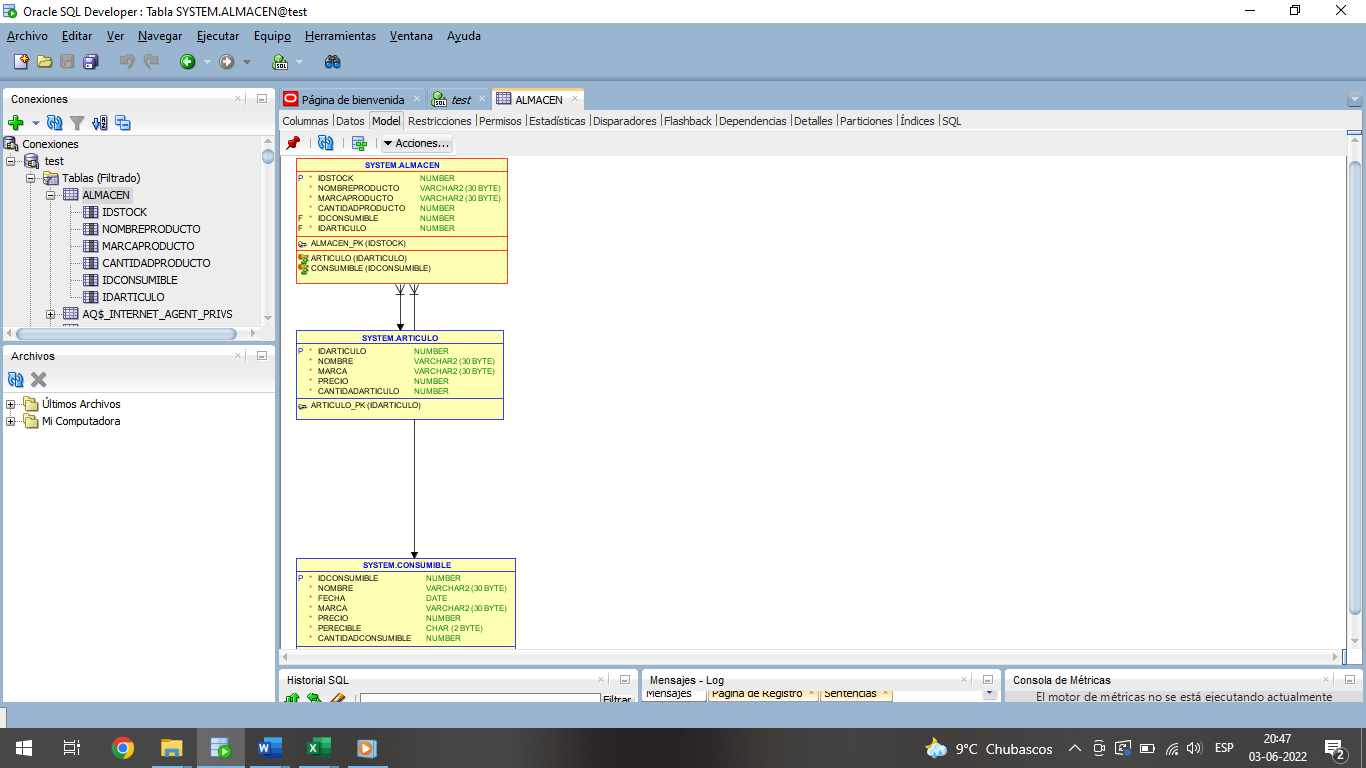 Oracle SQL Developer : Tabla SYSTEM.ALMACEN@test
Archivo Editar Ver Navegar Ejecutar Equipo Herramientas Ventana Ayuda
Conexiones
Conexiones
test
Tablas (Filtrado)
ALMACEN
IDSTOCK
NOMBREPRODUCTO
MARCAPRODUCTO
CANTIDADPRODUCTO
IDCONSUMIBLE
IDARTICULO
AQ$_INTERNET_AGENT_PRIVS
Archivos
Últimos Archivos
Mi Computadora
Página de bienvenida test ALMACEN
Columnas Datos Model Restricciones Permisos Estadísticas Disparadores Flashback Dependencias Detalles Particiones Índices SQL
Acciones...
SYSTEM.ALMACEN
P * IDSTOCK NUMBER
* NOMBREPRODUCTO VARCHAR2 (30 BYTE)
* MARCAPRODUCTO VARCHAR2 (30 BYTE)
* CANTIDADPRODUCTO NUMBER
F * IDCONSUMIBLE NUMBER
F * IDARTICULO NUMBER
ALMACEN_PK (IDSTOCK)
ARTICULO (IDARTICULO)
CONSUMIBLE (IDCONSUMIBLE)
SYSTEM.ARTICULO
P * IDARTICULO NUMBER
* NOMBRE VARCHAR2 (30 BYTE)
* MARCA VARCHAR2 (30 BYTE)
* PRECIO NUMBER
* CANTIDADARTICULO NUMBER
ARTICULO_PK (IDARTICULO)
SYSTEM.CONSUMIBLE
P * IDCONSUMIBLE NUMBER
* NOMBRE VARCHAR2 (30 BYTE)
* FECHA DATE
* MARCA VARCHAR2 (30 BYTE)
* PRECIO NUMBER
* PERECIBLE CHAR (2 BYTE)
* CANTIDADCONSUMIBLE NUMBER
Historial SQL
Filtrar
Mensajes - Log
Mensajes Página de Registro Sentencias
Consola de Métricas
El motor de métricas no se está ejecutando actualmente
9°C Chubascos ESP 20:47
03-06-2022
2